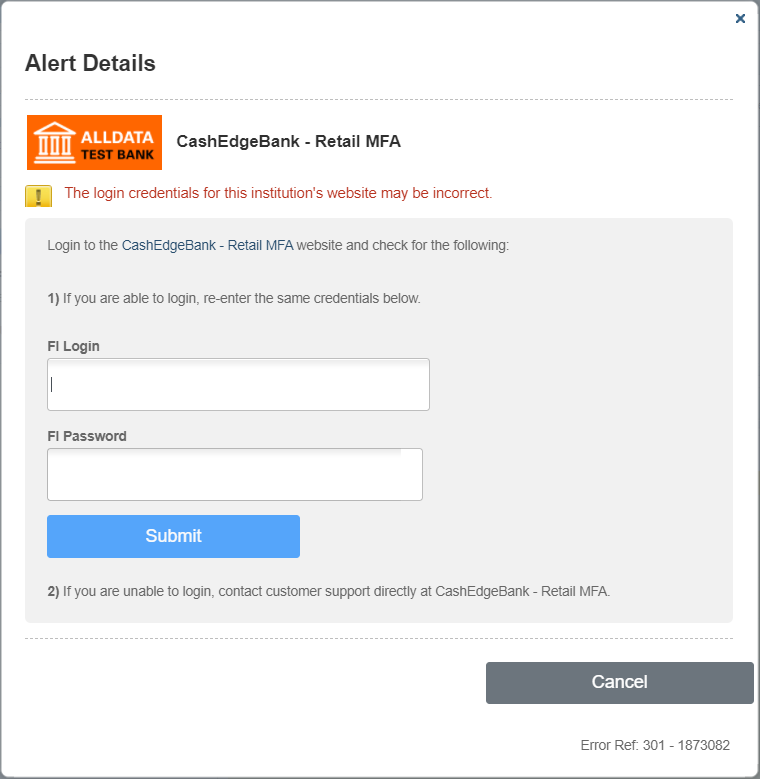 Alert Details
ALLDATA
TEST BANK
CashEdgeBank - Retail MFA
The login credentials for this institution's website may be incorrect.
Login to the CashEdgeBank - Retail MFA website and check for the following:
1) If you are able to login, re-enter the same credentials below.
FI Login
FI Password
Submit
2) If you are unable to login, contact customer support directly at CashEdgeBank - Retail MFA.
Cancel
Error Ref: 301 - 1873082